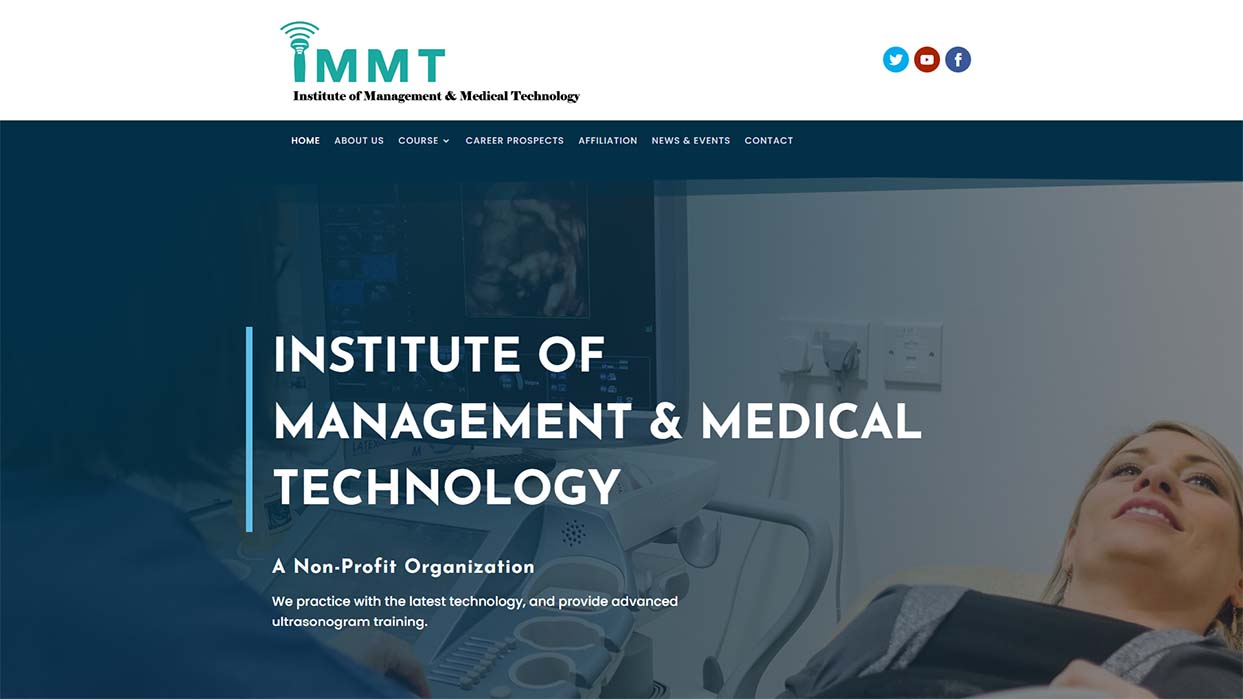 iMMT
Institute of Management & Medical Technology
HOME ABOUT US COURSE CAREER PROSPECTS AFFILIATION NEWS & EVENTS CONTACT
INSTITUTE OF
MANAGEMENT & MEDICAL
TECHNOLOGY
A Non-Profit Organization
We practice with the latest technology, and provide advanced
ultrasonogram training.